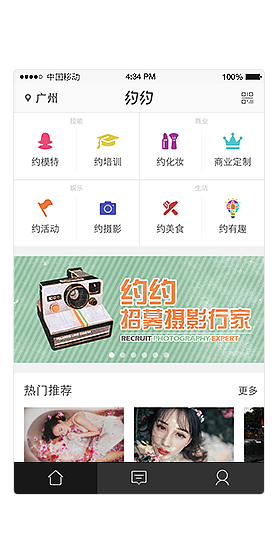 中国移动 4:34 PM 100%
广州 约约
技能 商业
约模特 约培训 约化妆 商业定制
娱乐 生活
约活动 约摄影 约美食 约有趣
约约
招募摄影行家
RECRUIT PHOTOGRAPHY EXPERT
热门推荐 更多